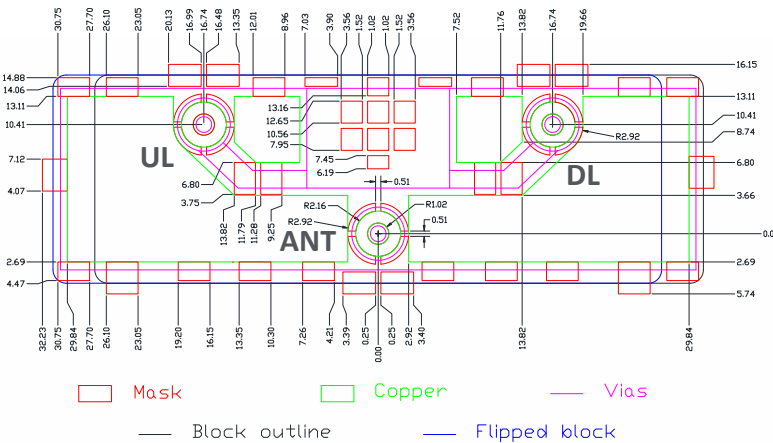 30.75 27.70 26.10 23.05 20.13 16.99 16.74 16.48 13.35 12.01 8.96 7.03 3.90 3.56 1.52 1.02 1.02 1.52 3.56 7.52 11.76 13.82 16.74 19.66
14.88 16.15
14.06
13.11 13.16 13.11
12.65
10.41 10.56 10.41
R2.92 8.74
7.95
7.12 UL 7.45 6.80
6.80 6.19 DL
4.07 0.51
3.75 3.66
13.82 11.79 11.28 9.25 R2.16 R1.02
R2.92 0.51
ANT 0.0
2.69 2.69
4.47 5.74
32.23 30.75 29.84 27.70 26.10 23.05 19.20 16.15 13.35 10.30 7.26 4.21 3.39 0.25 0.00 0.25 2.92 3.40 13.82 29.84
Mask Copper Vias
Block outline Flipped block